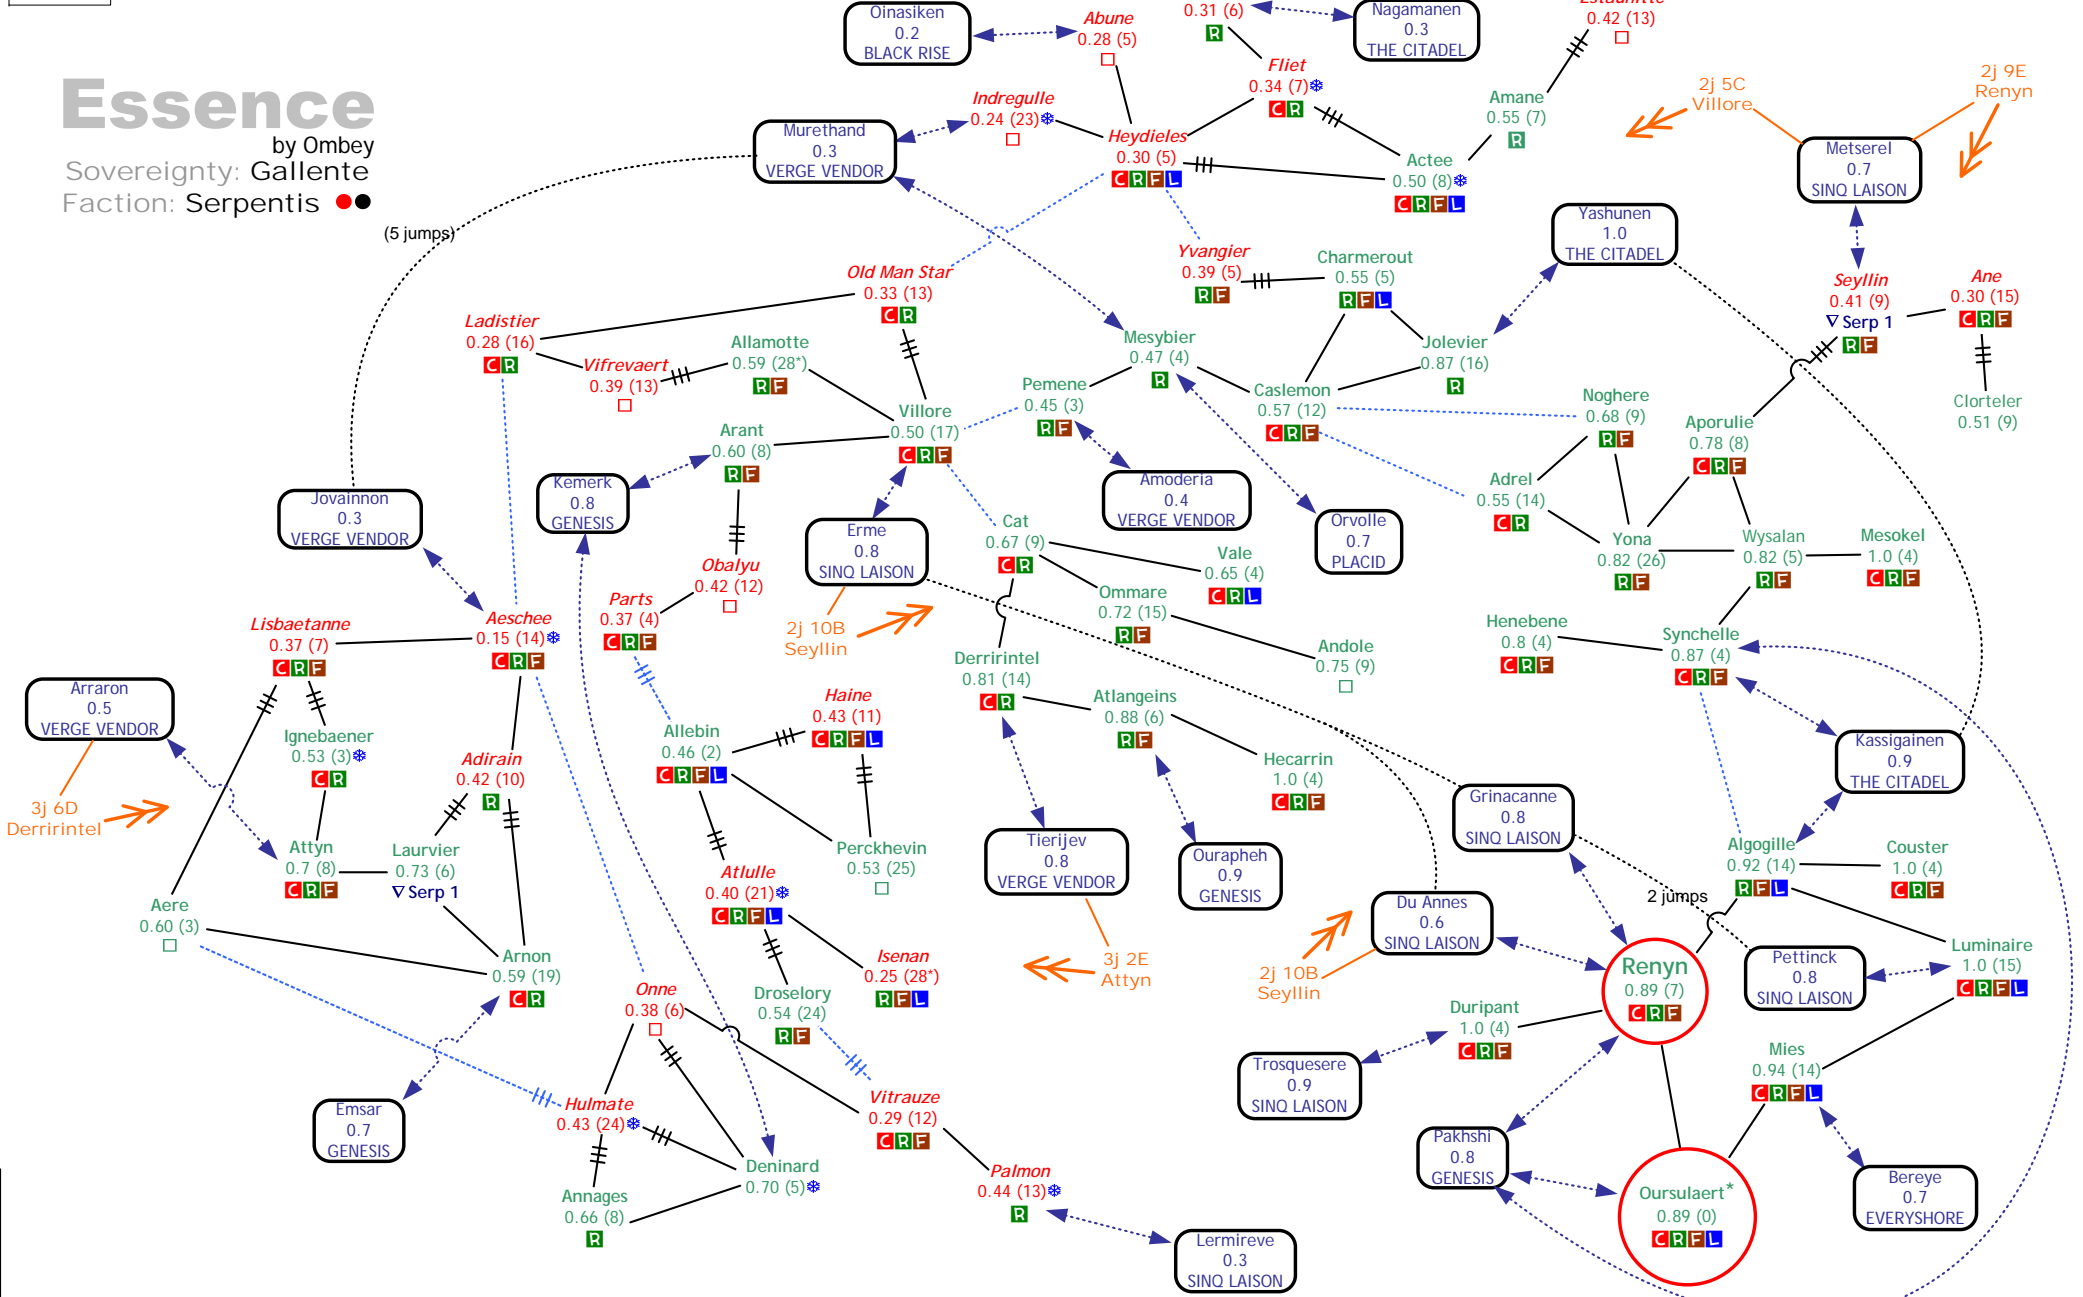 Essence
by Ombey
Sovereignty: Gallente
Faction: Serpentis
Oinasiken
0.2
BLACK RISE
Abune
0.28 (5)
0.31 (6)
R
Nagamanen
0.3
THE CITADEL
0.42 (13)
Fliet
0.34 (7)
C R
Indregulle
0.24 (23)
Murethand
0.3
VERGE VENDOR
Heydieles
0.30 (5)
C R F L
Amane
0.55 (7)
R
Actee
0.50 (8)
C R F L
2j 5C
Villore
2j 9E
Renyn
Metserel
0.7
SINQ LAISON
Yashunen
1.0
THE CITADEL
(5 jumps)
Yvangier
0.39 (5)
R F
Charmerout
0.55 (5)
R F L
Seyllin
0.41 (9)
Serp 1
R F
Ane
0.30 (15)
C R F
Old Man Star
0.33 (13)
C R
Ladistier
0.28 (16)
C R
Vifrevaert
0.39 (13)
Allamotte
0.59 (28*)
R F
Mesybier
0.47 (4)
R
Jolevier
0.87 (16)
R
Pemene
0.45 (3)
R F
Caslemon
0.57 (12)
C R F
Noghere
0.68 (9)
R F
Aporulie
0.78 (8)
C R F
Clorteler
0.51 (9)
Villore
0.50 (17)
C R F
Arant
0.60 (8)
R F
Kemerk
0.8
GENESIS
Jovainnon
0.3
VERGE VENDOR
Amoderia
0.4
VERGE VENDOR
Orvolle
0.7
PLACID
Adrel
0.55 (14)
C R
Erme
0.8
SINQ LAISON
Cat
0.67 (9)
C R
Vale
0.65 (4)
C R L
Yona
0.82 (26)
R F
Wysalan
0.82 (5)
R F
Mesokel
1.0 (4)
C R F
Obalyu
0.42 (12)
Parts
0.37 (4)
C R F
Ommare
0.72 (15)
R F
2j 10B
Seyllin
Lisbaetanne
0.37 (7)
C R F
Aeschee
0.15 (14)
C R F
Henebene
0.8 (4)
C R F
Synchelle
0.87 (4)
C R F
Andole
0.75 (9)
Derririntel
0.81 (14)
C R
Arraron
0.5
VERGE VENDOR
Atlangeins
0.88 (6)
R F
Haine
0.43 (11)
C R F L
Ignebaener
0.53 (3)
C R
Allebin
0.46 (2)
C R F L
Adirain
0.42 (10)
R
Hecarrin
1.0 (4)
C R F
Kassigainen
0.9
THE CITADEL
3j 6D
Derririntel
Grinacanne
0.8
SINQ LAISON
Attyn
0.7 (8)
C R F
Laurvier
0.73 (6)
Serp 1
Perckhevin
0.53 (25)
Tierijev
0.8
VERGE VENDOR
Ourapheh
0.9
GENESIS
Algogille
0.92 (14)
R F L
Couster
1.0 (4)
C R F
Atlulle
0.40 (21)
C R F L
2 jumps
Aere
0.60 (3)
Du Annes
0.6
SINQ LAISON
Arnon
0.59 (19)
C R
Isenan
0.25 (28*)
R F L
3j 2E
Attyn
2j 10B
Seyllin
Renyn
0.89 (7)
C R F
Pettinck
0.8
SINQ LAISON
Luminaire
1.0 (15)
C R F L
Onne
0.38 (6)
Droselory
0.54 (24)
R F
Duripant
1.0 (4)
C R F
Trosquesere
0.9
SINQ LAISON
Mies
0.94 (14)
C R F L
Emsar
0.7
GENESIS
Hulmate
0.43 (24)
Vitrauze
0.29 (12)
C R F
Pakhshi
0.8
GENESIS
Deninard
0.70 (5)
Palmon
0.44 (13)
R
Annages
0.66 (8)
R
Oursulaert*
0.89 (0)
C R F L
Bereye
0.7
EVERYSHORE
Lermireve
0.3
SINQ LAISON